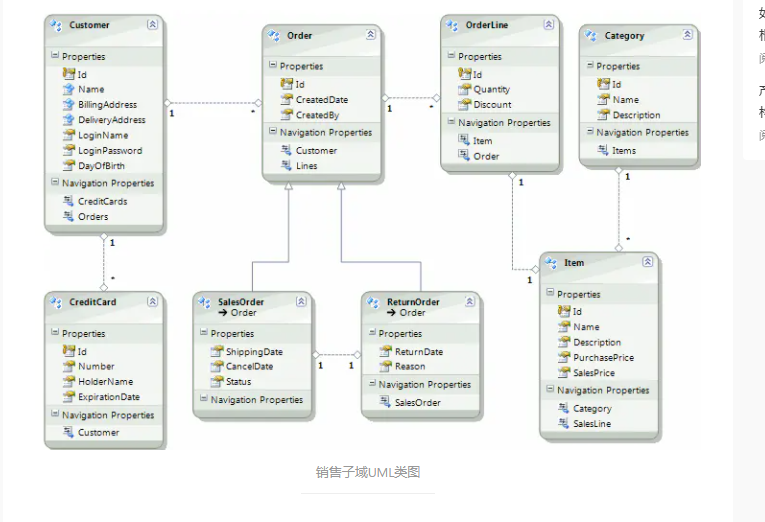 Customer
Properties
Id
Name
BillingAddress
DeliveryAddress
LoginName
LoginPassword
DayOfBirth
Navigation Properties
CreditCards
Orders
1
*
1
*
Order
Properties
Id
CreatedDate
CreatedBy
Navigation Properties
Customer
Lines
1
*
OrderLine
Properties
Id
Quantity
Discount
Navigation Properties
Item
Order
1
1
Category
Properties
Id
Name
Description
Navigation Properties
Items
1
*
CreditCard
Properties
Id
Number
HolderName
ExpirationDate
Navigation Properties
Customer
SalesOrder
→ Order
Properties
ShippingDate
CancelDate
Status
Navigation Properties
1
1
ReturnOrder
→ Order
Properties
ReturnDate
Reason
Navigation Properties
SalesOrder
Item
Properties
Id
Name
Description
PurchasePrice
SalesPrice
Navigation Properties
Category
SalesLine
销售子域UML类图